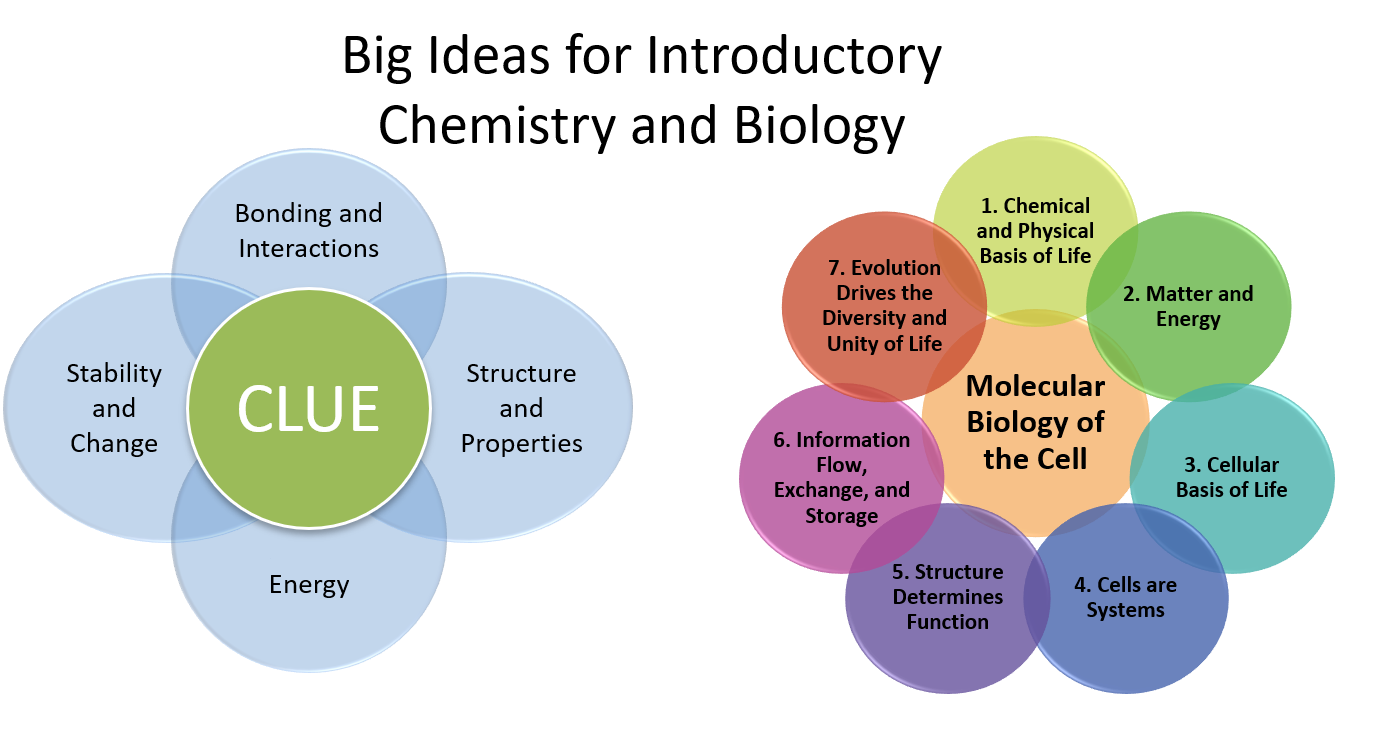 Big Ideas for Introductory
Chemistry and Biology
Bonding and
Interactions
Stability
and
Change
CLUE
Structure
and
Properties
Energy
1. Chemical
and Physical
Basis of Life
2. Matter and
Energy
3. Cellular
Basis of Life
4. Cells are
Systems
5. Structure
Determines
Function
6. Information
Flow,
Exchange, and
Storage
7. Evolution
Drives the
Diversity and
Unity of Life
Molecular
Biology of
the Cell